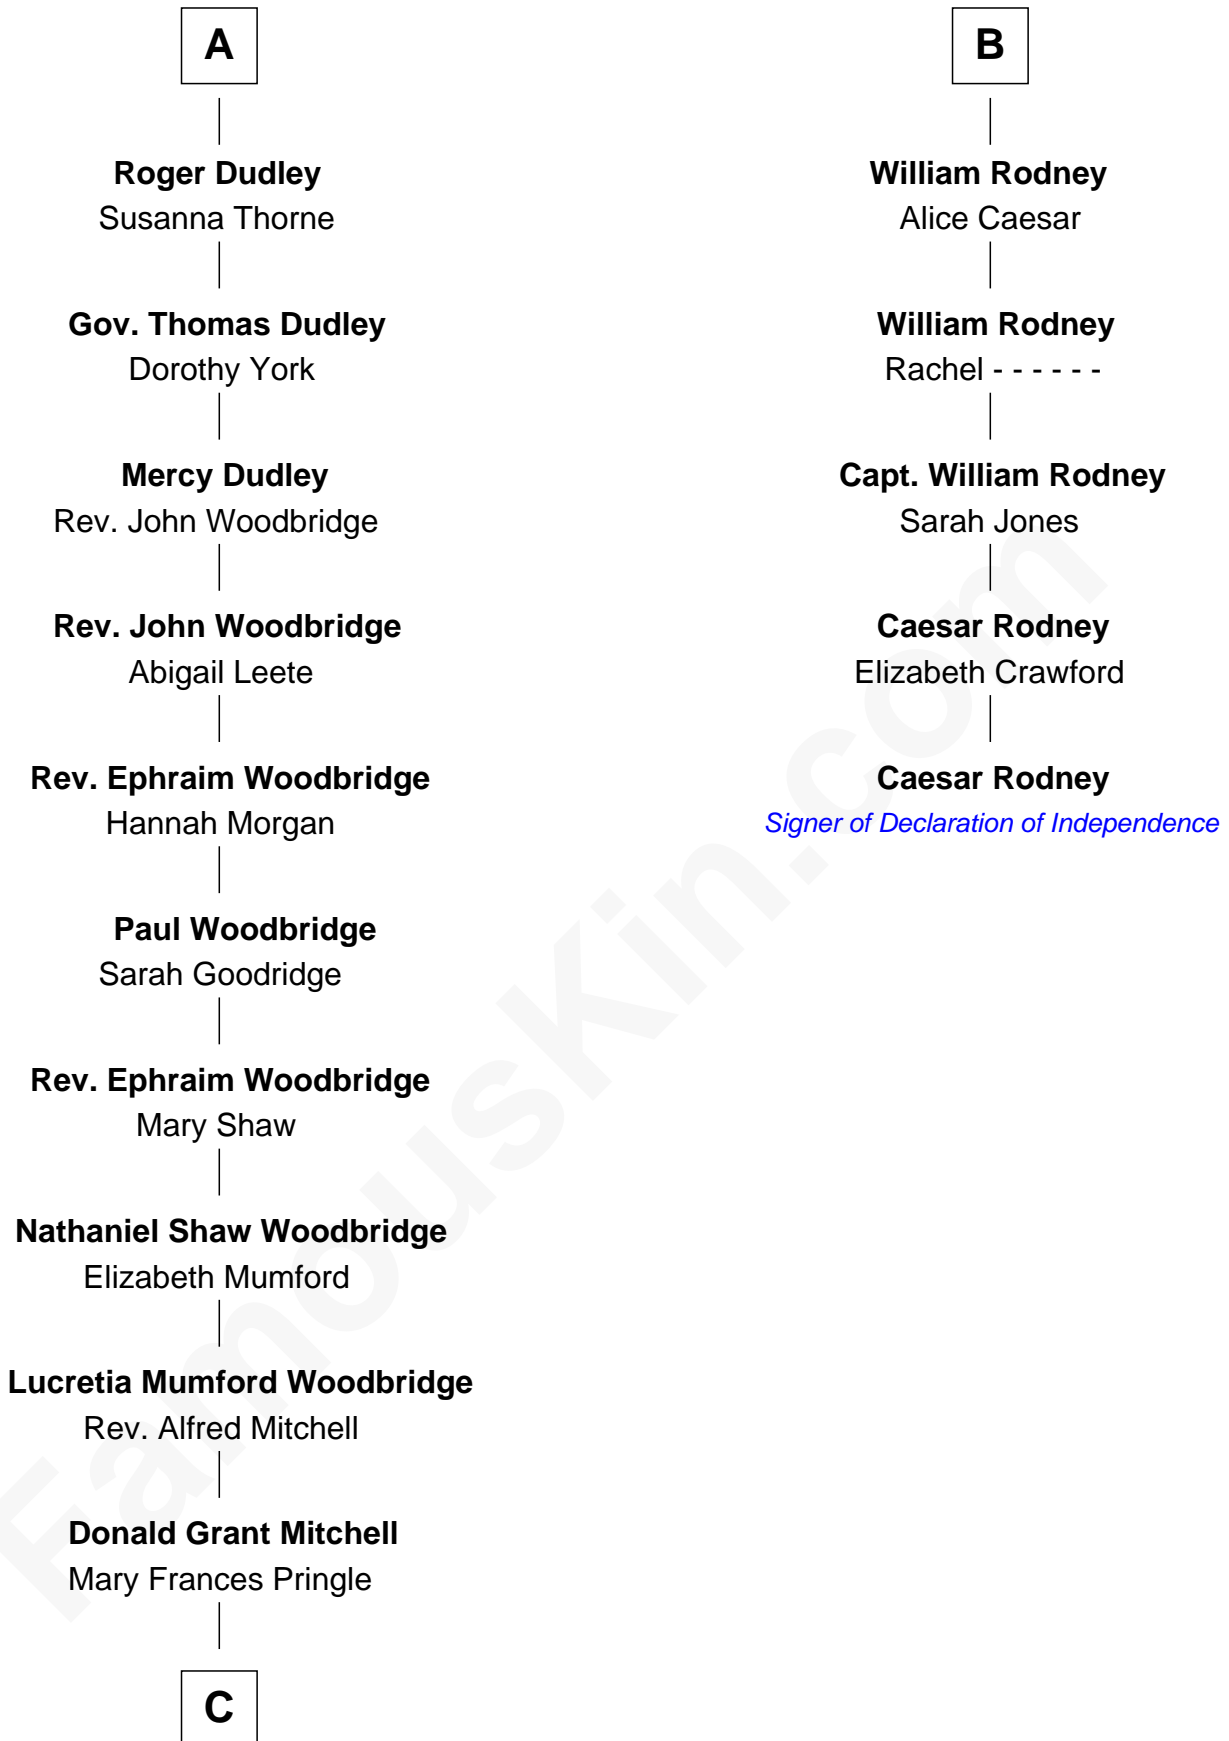 A
Roger Dudley
Susanna Thorne
Gov. Thomas Dudley
Dorothy York
Mercy Dudley
Rev. John Woodbridge
Rev. John Woodbridge
Abigail Leete
Rev. Ephraim Woodbridge
Hannah Morgan
Paul Woodbridge
Sarah Goodridge
Rev. Ephraim Woodbridge
Mary Shaw
Nathaniel Shaw Woodbridge
Elizabeth Mumford
Lucretia Mumford Woodbridge
Rev. Alfred Mitchell
Donald Grant Mitchell
Mary Frances Pringle
C
B
William Rodney
Alice Caesar
William Rodney
Rachel - - - - - -
Capt. William Rodney
Sarah Jones
Caesar Rodney
Elizabeth Crawford
Caesar Rodney
Signer of Declaration of Independence
FamousKin.com